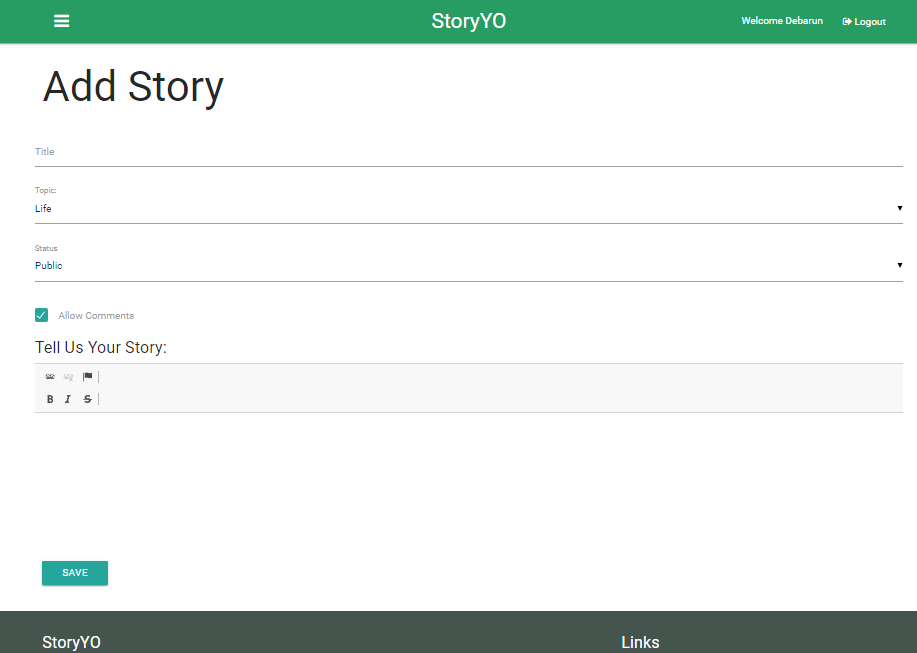 StoryYO
Welcome Debarun
Logout
Add Story
Title
Topic:
Life
Status
Public
Allow Comments
Tell Us Your Story:
B I S
SAVE
StoryYO
Links